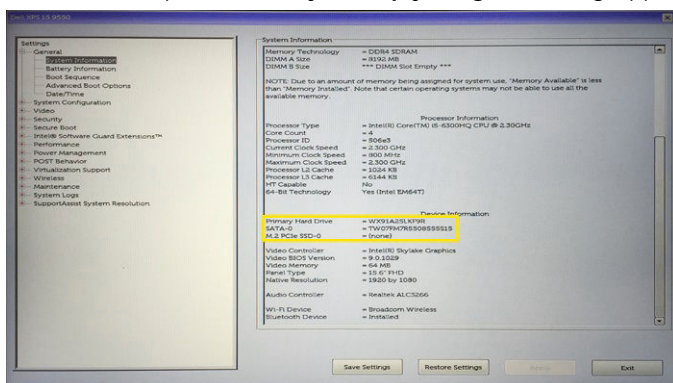 Dell XPS 15 9550
Settings
General
System Information
Battery Information
Boot Sequence
Advanced Boot Options
Date/Time
System Configuration
Video
Security
Secure Boot
Intel® Software Guard Extensions™
Performance
Power Management
POST Behavior
Virtualization Support
Wireless
Maintenance
System Logs
SupportAssist System Resolution
System Information
Memory Technology = DDR4 SDRAM
DIMM A Size = 8192 MB
DIMM B Size *** DIMM Slot Empty ***
NOTE: Due to an amount of memory being assigned for system use, "Memory Available" is less
than "Memory Installed". Note that certain operating systems may not be able to use all the
available memory.
Processor Information
Processor Type = Intel(R) Core(TM) i5-6300HQ CPU @ 2.30GHz
Core Count = 4
Processor ID = 506e3
Current Clock Speed = 2.300 GHz
Minimum Clock Speed = 800 MHz
Maximum Clock Speed = 2.300 GHz
Processor L2 Cache = 1024 KB
Processor L3 Cache = 6144 KB
HT Capable No
64-Bit Technology Yes (Intel EM64T)
Device Information
Primary Hard Drive = WX91A25LKP9R
SATA-0 = TW07FM7R5508555515
M.2 PCIe SSD-0 = (none)
Video Controller = Intel(R) Skylake Graphics
Video BIOS Version = 9.0.1029
Video Memory = 64 MB
Panel Type = 15.6" FHD
Native Resolution = 1920 by 1080
Audio Controller = Realtek ALC3266
Wi-Fi Device = Broadcom Wireless
Bluetooth Device = Installed
Save Settings
Restore Settings
Apply
Exit